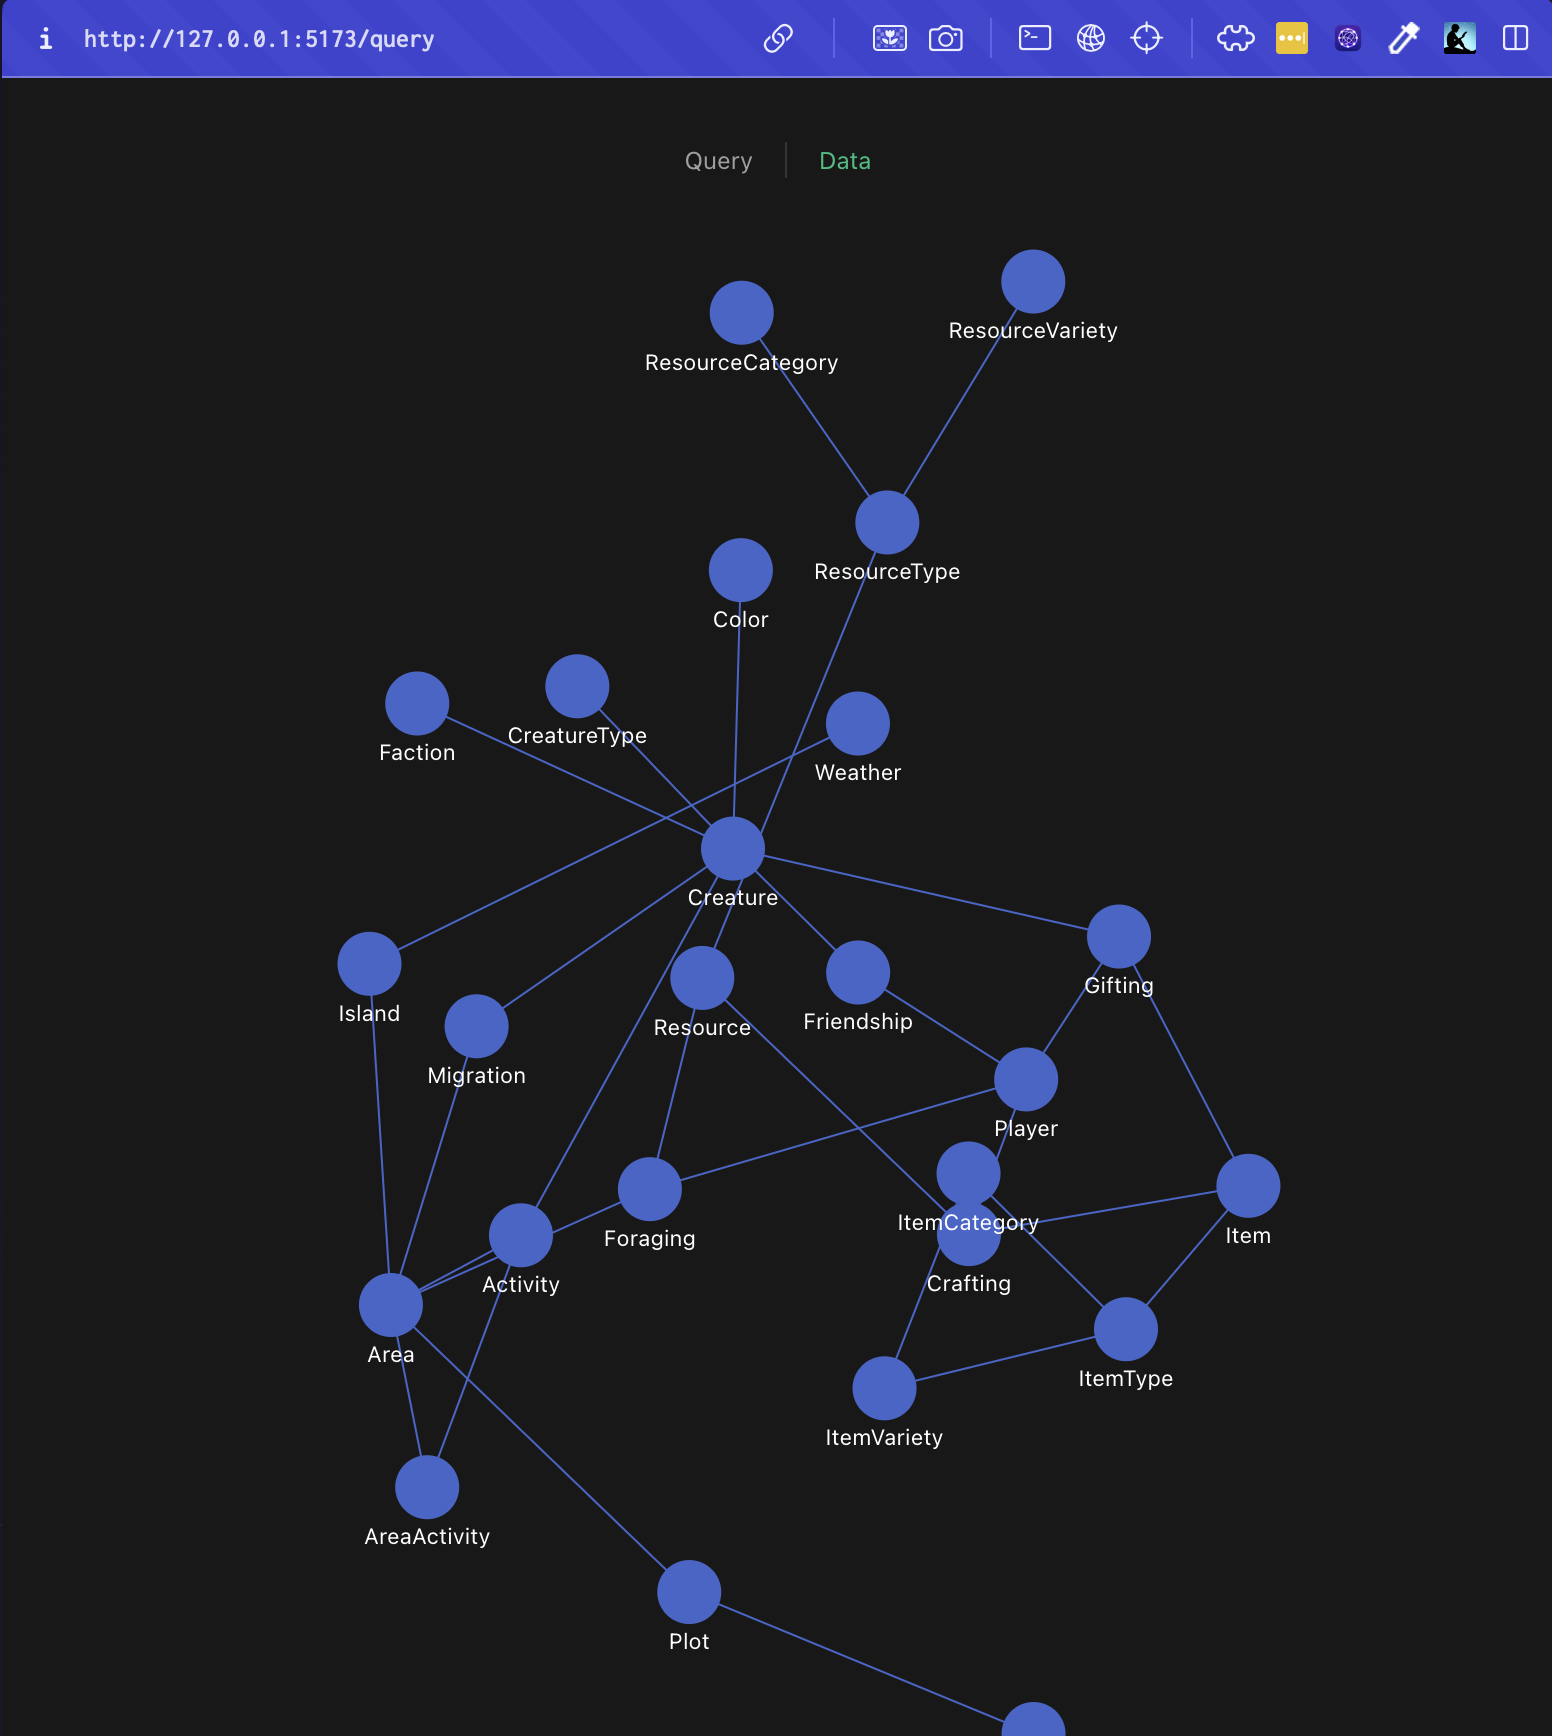 http://127.0.0.1:5173/query
Query
Data
ResourceVariety
ResourceCategory
ResourceType
Color
CreatureType
Faction
Weather
Creature
Gifting
Island
Friendship
Resource
Migration
Player
ItemCategory
Item
Foraging
Crafting
Activity
Area
ItemType
ItemVariety
AreaActivity
Plot